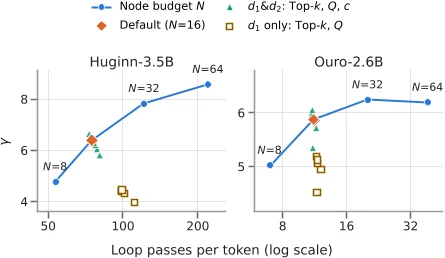 Node budget N
d1&d2: Top-k, Q, c
Default (N=16)
d1 only: Top-k, Q
Huginn-3.5B
Ouro-2.6B
γ
8
6
4
N=8
N=32
N=64
50
100
200
6
5
N=8
N=32
N=64
8
16
32
Loop passes per token (log scale)